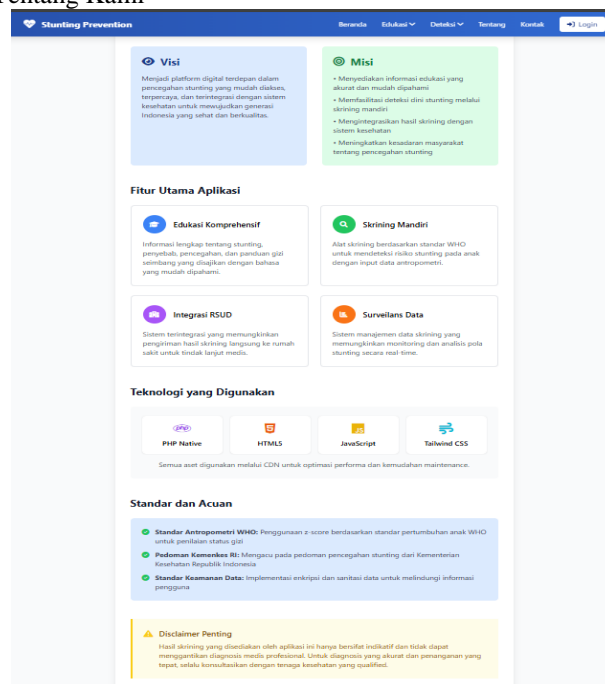 Tentang Kami
Stunting Prevention
Beranda Edukasi Deteksi Tentang Kontak Login
Visi
Menjadi platform digital terdepan dalam
pencegahan stunting yang mudah diakses,
terpercaya, dan terintegrasi dengan sistem
kesehatan untuk mewujudkan generasi
Indonesia yang sehat dan berkualitas.
Misi
• Menyediakan informasi edukasi yang
akurat dan mudah dipahami
• Memfasilitasi deteksi dini stunting melalui
skrining mandiri
• Mengintegrasikan hasil skrining dengan
sistem kesehatan
• Meningkatkan kesadaran masyarakat
tentang pencegahan stunting
Fitur Utama Aplikasi
Edukasi Komprehensif
Informasi lengkap tentang stunting,
penyebab, pencegahan, dan panduan gizi
seimbang yang disajikan dengan bahasa
yang mudah dipahami.
Skrining Mandiri
Alat skrining berdasarkan standar WHO
untuk mendeteksi risiko stunting pada anak
dengan input data antropometri.
Integrasi RSUD
Sistem terintegrasi yang memungkinkan
pengiriman hasil skrining langsung ke rumah
sakit untuk tindak lanjut medis.
Surveilans Data
Sistem manajemen data skrining yang
memungkinkan monitoring dan analisis pola
stunting secara real-time.
Teknologi yang Digunakan
php
PHP Native
5
HTML5
JS
JavaScript
Tailwind CSS
Semua aset digunakan melalui CDN untuk optimasi performa dan kemudahan maintenance.
Standar dan Acuan
Standar Antropometri WHO: Penggunaan z-score berdasarkan standar pertumbuhan anak WHO
untuk penilaian status gizi
Pedoman Kemenkes RI: Mengacu pada pedoman pencegahan stunting dari Kementerian
Kesehatan Republik Indonesia
Standar Keamanan Data: Implementasi enkripsi dan sanitasi data untuk melindungi informasi
pengguna
Disclaimer Penting
Hasil skrining yang disediakan oleh aplikasi ini hanya bersifat indikatif dan tidak dapat
menggantikan diagnosis medis profesional. Untuk diagnosis yang akurat dan penanganan yang
tepat, selalu konsultasikan dengan tenaga kesehatan yang qualified.